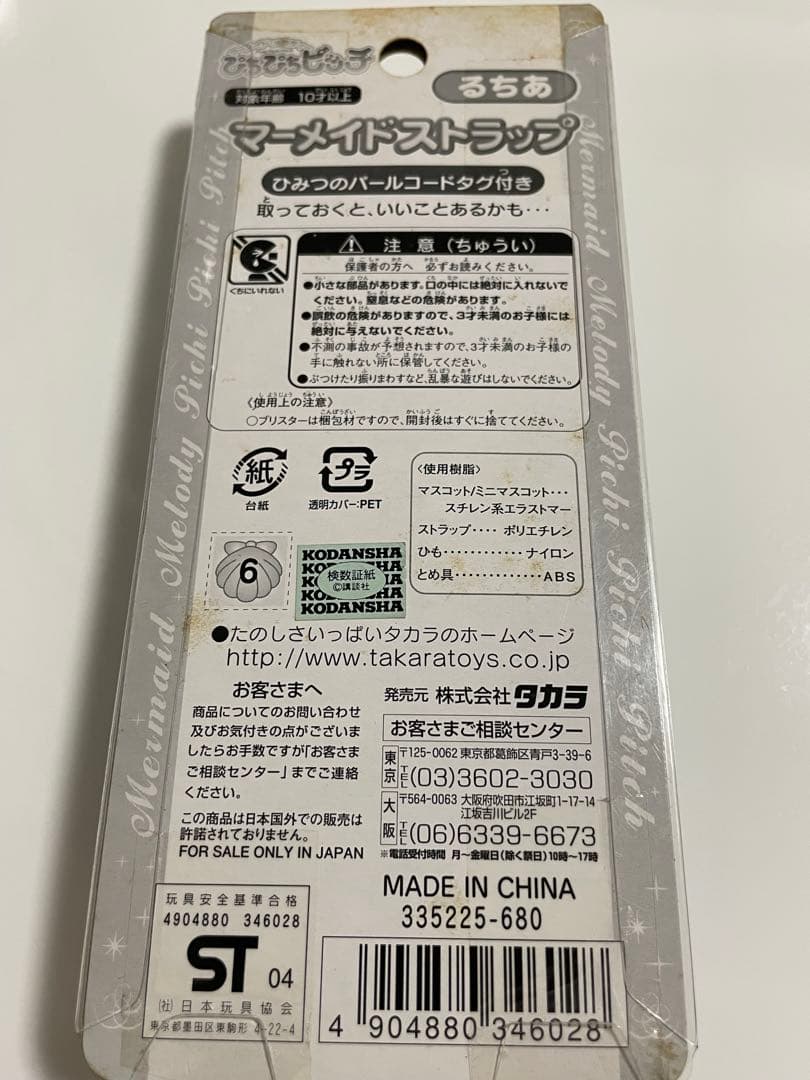 ぴちぴちピッチ
るちあ
対象年齢 10才以上
マーメイドストラップ
ひみつのパールコードタグ付き
取っておくと、いいことあるかも・・・
注 意（ちゅうい）
保護者の方へ 必ずお読みください。
くちにいれない
●小さな部品があります。口の中には絶対に入れないで
ください。窒息などの危険があります。
●誤飲の危険がありますので、3才未満のお子様には
絶対に与えないでください。
●不測の事故が予想されますので、3才未満のお子様の
手に触れない所に保管してください。
●ぶつけたり振りまわすなど、乱暴な遊びはしないでください。
〈使用上の注意〉
○ブリスターは梱包材ですので、開封後はすぐに捨ててください。
紙
台紙
プラ
透明カバー:PET
〈使用樹脂〉
マスコット/ミニマスコット・・・
スチレン系エラストマー
ストラップ・・・・ ポリエチレン
ひも・・・・・・・・・・・・ナイロン
とめ具・・・・・・・・・・・・ABS
6
KODANSHA
KODANSHA
検数証紙
©講談社
KODANSHA
KODANSHA
●たのしさいっぱいタカラのホームページ
http://www.takaratoys.co.jp
お客さまへ
商品についてのお問い合わせ
及びお気付きの点がございま
したらお手数ですが「お客さま
ご相談センター」までご連絡
ください。
この商品は日本国外での販売は
許諾されておりません。
FOR SALE ONLY IN JAPAN
発売元 株式会社タカラ
お客さまご相談センター
東京 〒125-0062 東京都葛飾区青戸3-39-6
TEL (03)3602-3030
大阪 〒564-0063 大阪府吹田市江坂町1-17-14
江坂吉川ビル2F
TEL (06)6339-6673
※電話受付時間 月〜金曜日(除く祭日)10時〜17時
MADE IN CHINA
335225-680
玩具安全基準合格
4904880 346028
ST 04
(社)日本玩具協会
東京都墨田区東駒形 4-22-4
4 904880 346028
Mermaid Melody Pichi Pichi Pitch
Mermaid Melody Pichi Pichi Pitch